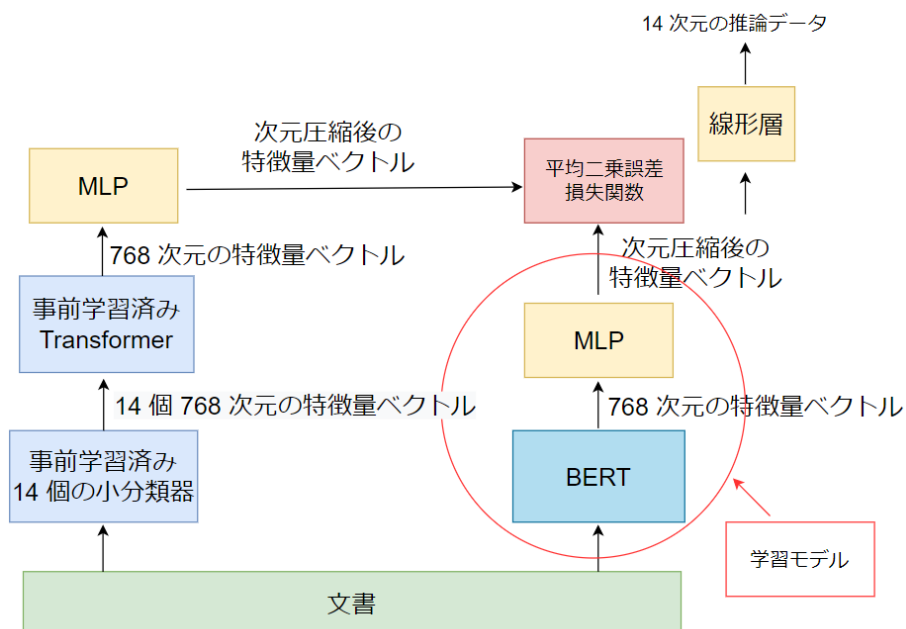 14 次元の推論データ
線形層
次元圧縮後の
特徴量ベクトル
平均二乗誤差
損失関数
MLP
768 次元の特徴量ベクトル
次元圧縮後の
特徴量ベクトル
事前学習済み
Transformer
MLP
14 個 768 次元の特徴量ベクトル
768 次元の特徴量ベクトル
事前学習済み
14 個の小分類器
BERT
学習モデル
文書